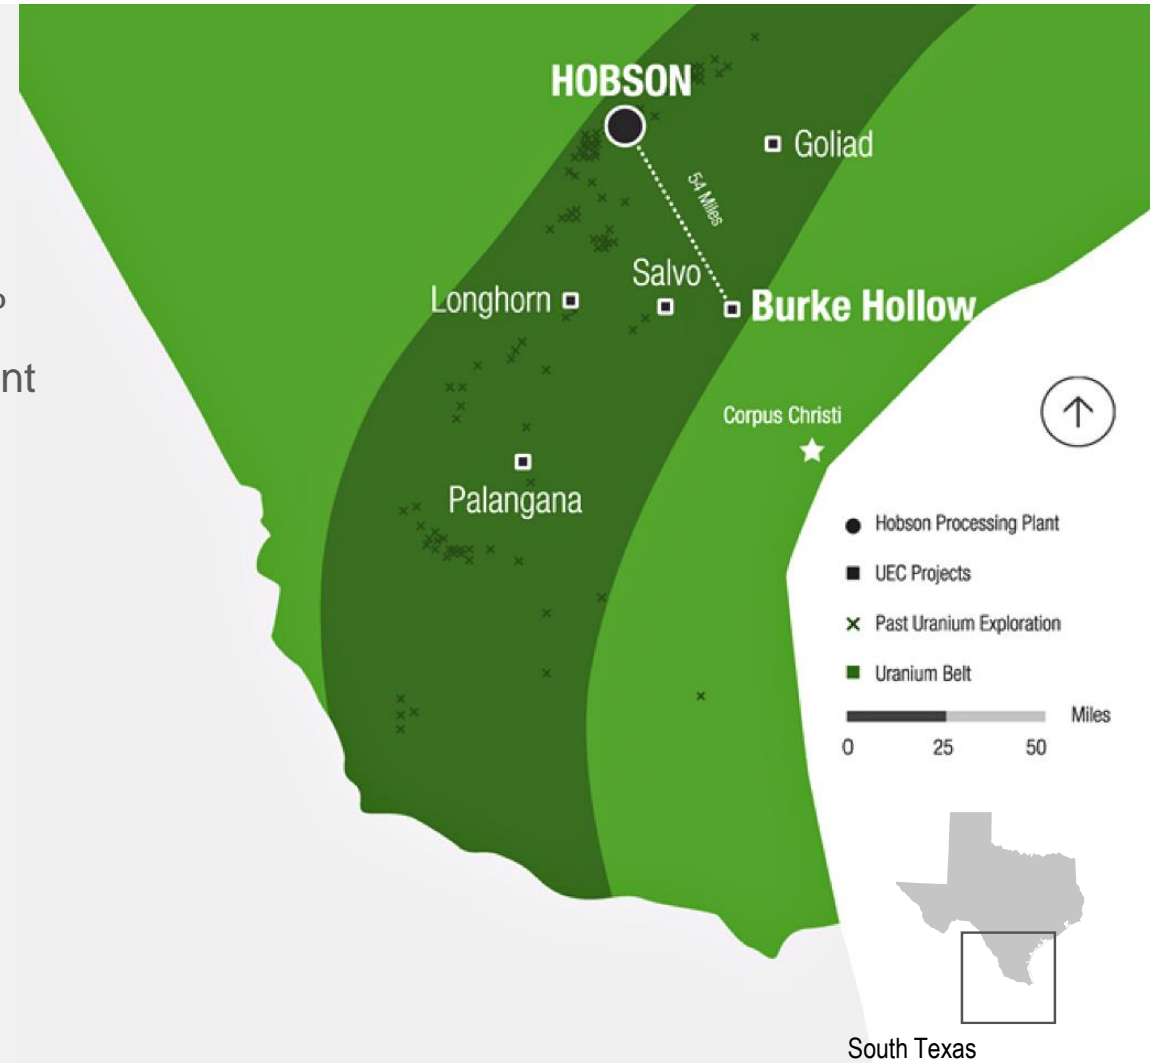 HOBSON
Goliad
54 Miles
Salvo
Longhorn
Burke Hollow
nt
Corpus Christi
Palangana
Hobson Processing Plant
UEC Projects
Past Uranium Exploration
Uranium Belt
Miles
0 25 50
South Texas